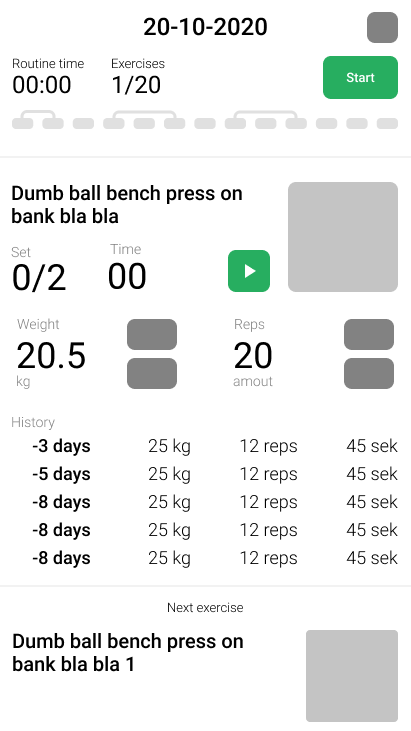 20-10-2020
Routine time Exercises
00:00 1/20
Start
Dumb ball bench press on
bank bla bla
Set Time
0/2 00
Weight Reps
20.5 20
kg amout
History
-3 days 25 kg 12 reps 45 sek
-5 days 25 kg 12 reps 45 sek
-8 days 25 kg 12 reps 45 sek
-8 days 25 kg 12 reps 45 sek
-8 days 25 kg 12 reps 45 sek
Next exercise
Dumb ball bench press on
bank bla bla 1